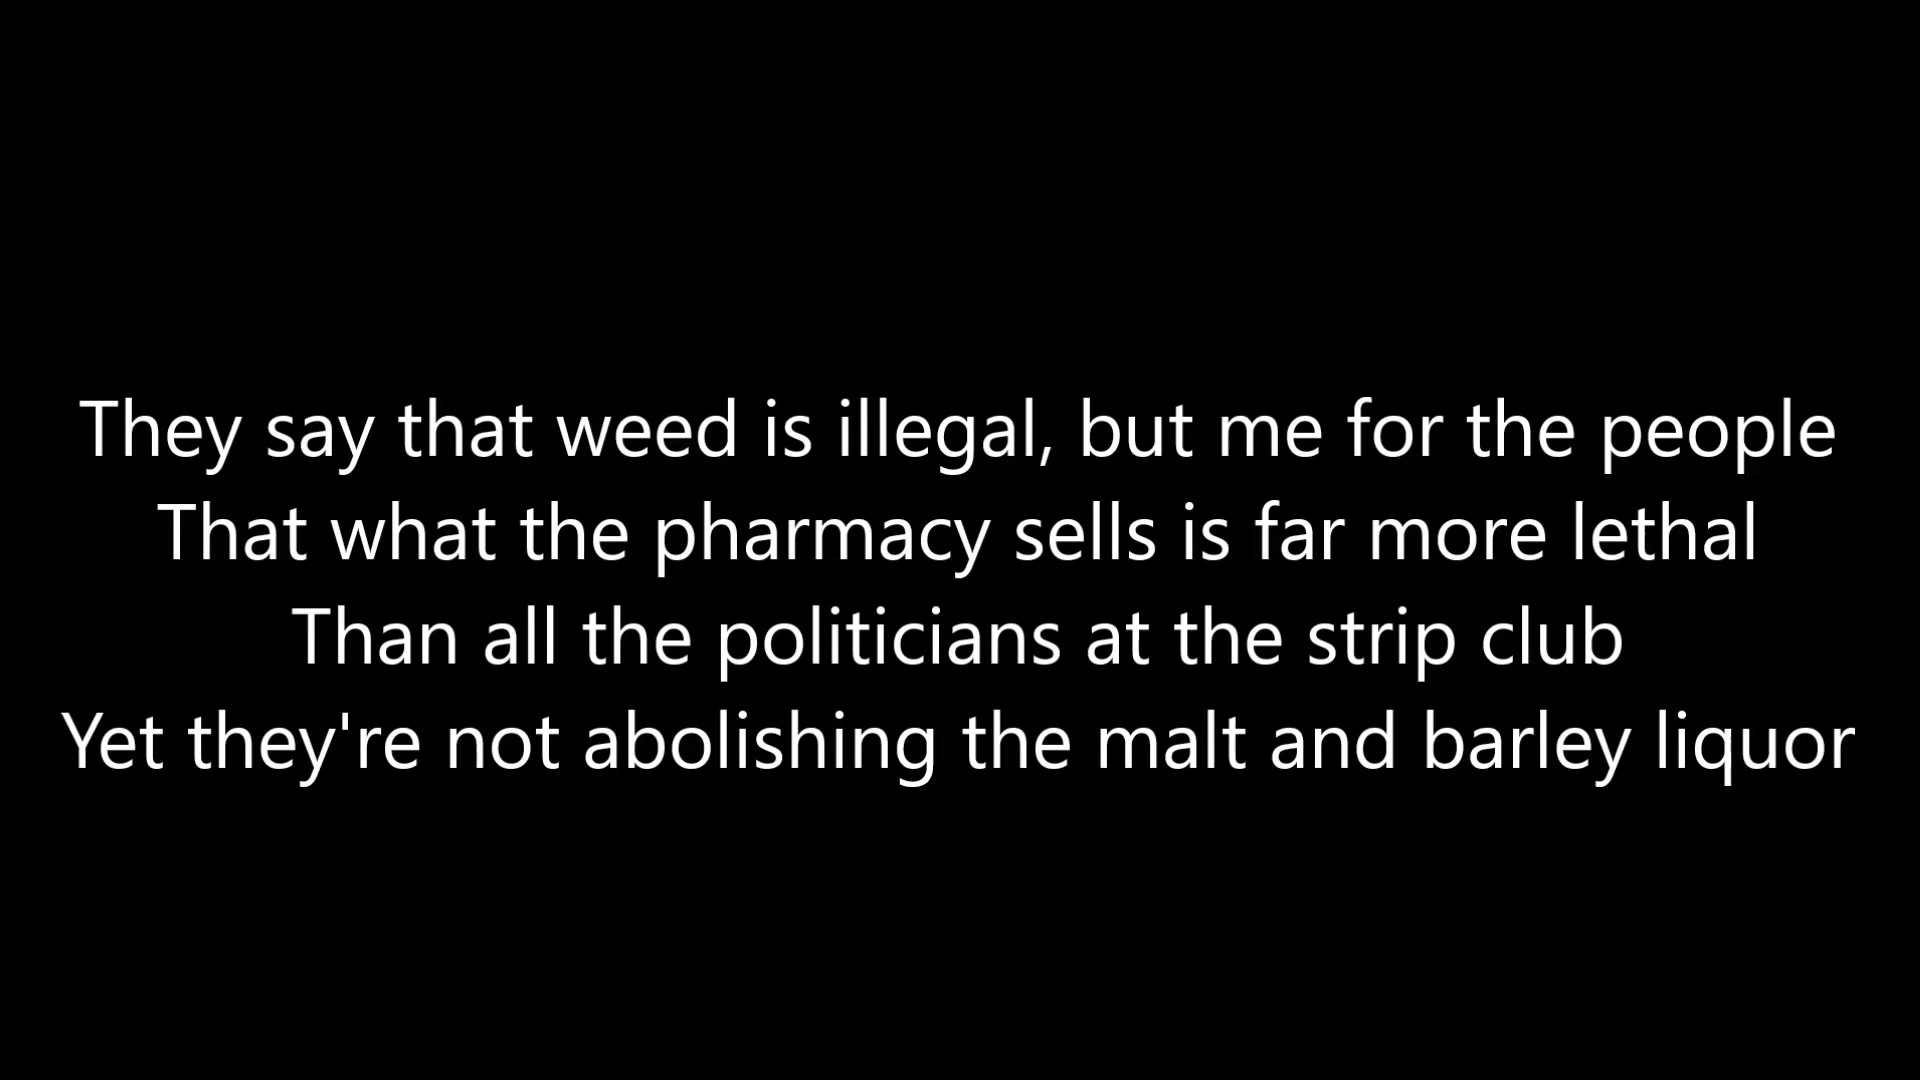 They say that weed is illegal, but me for the people
That what the pharmacy sells is far more lethal
Than all the politicians at the strip club
Yet they're not abolishing the malt and barley liquor